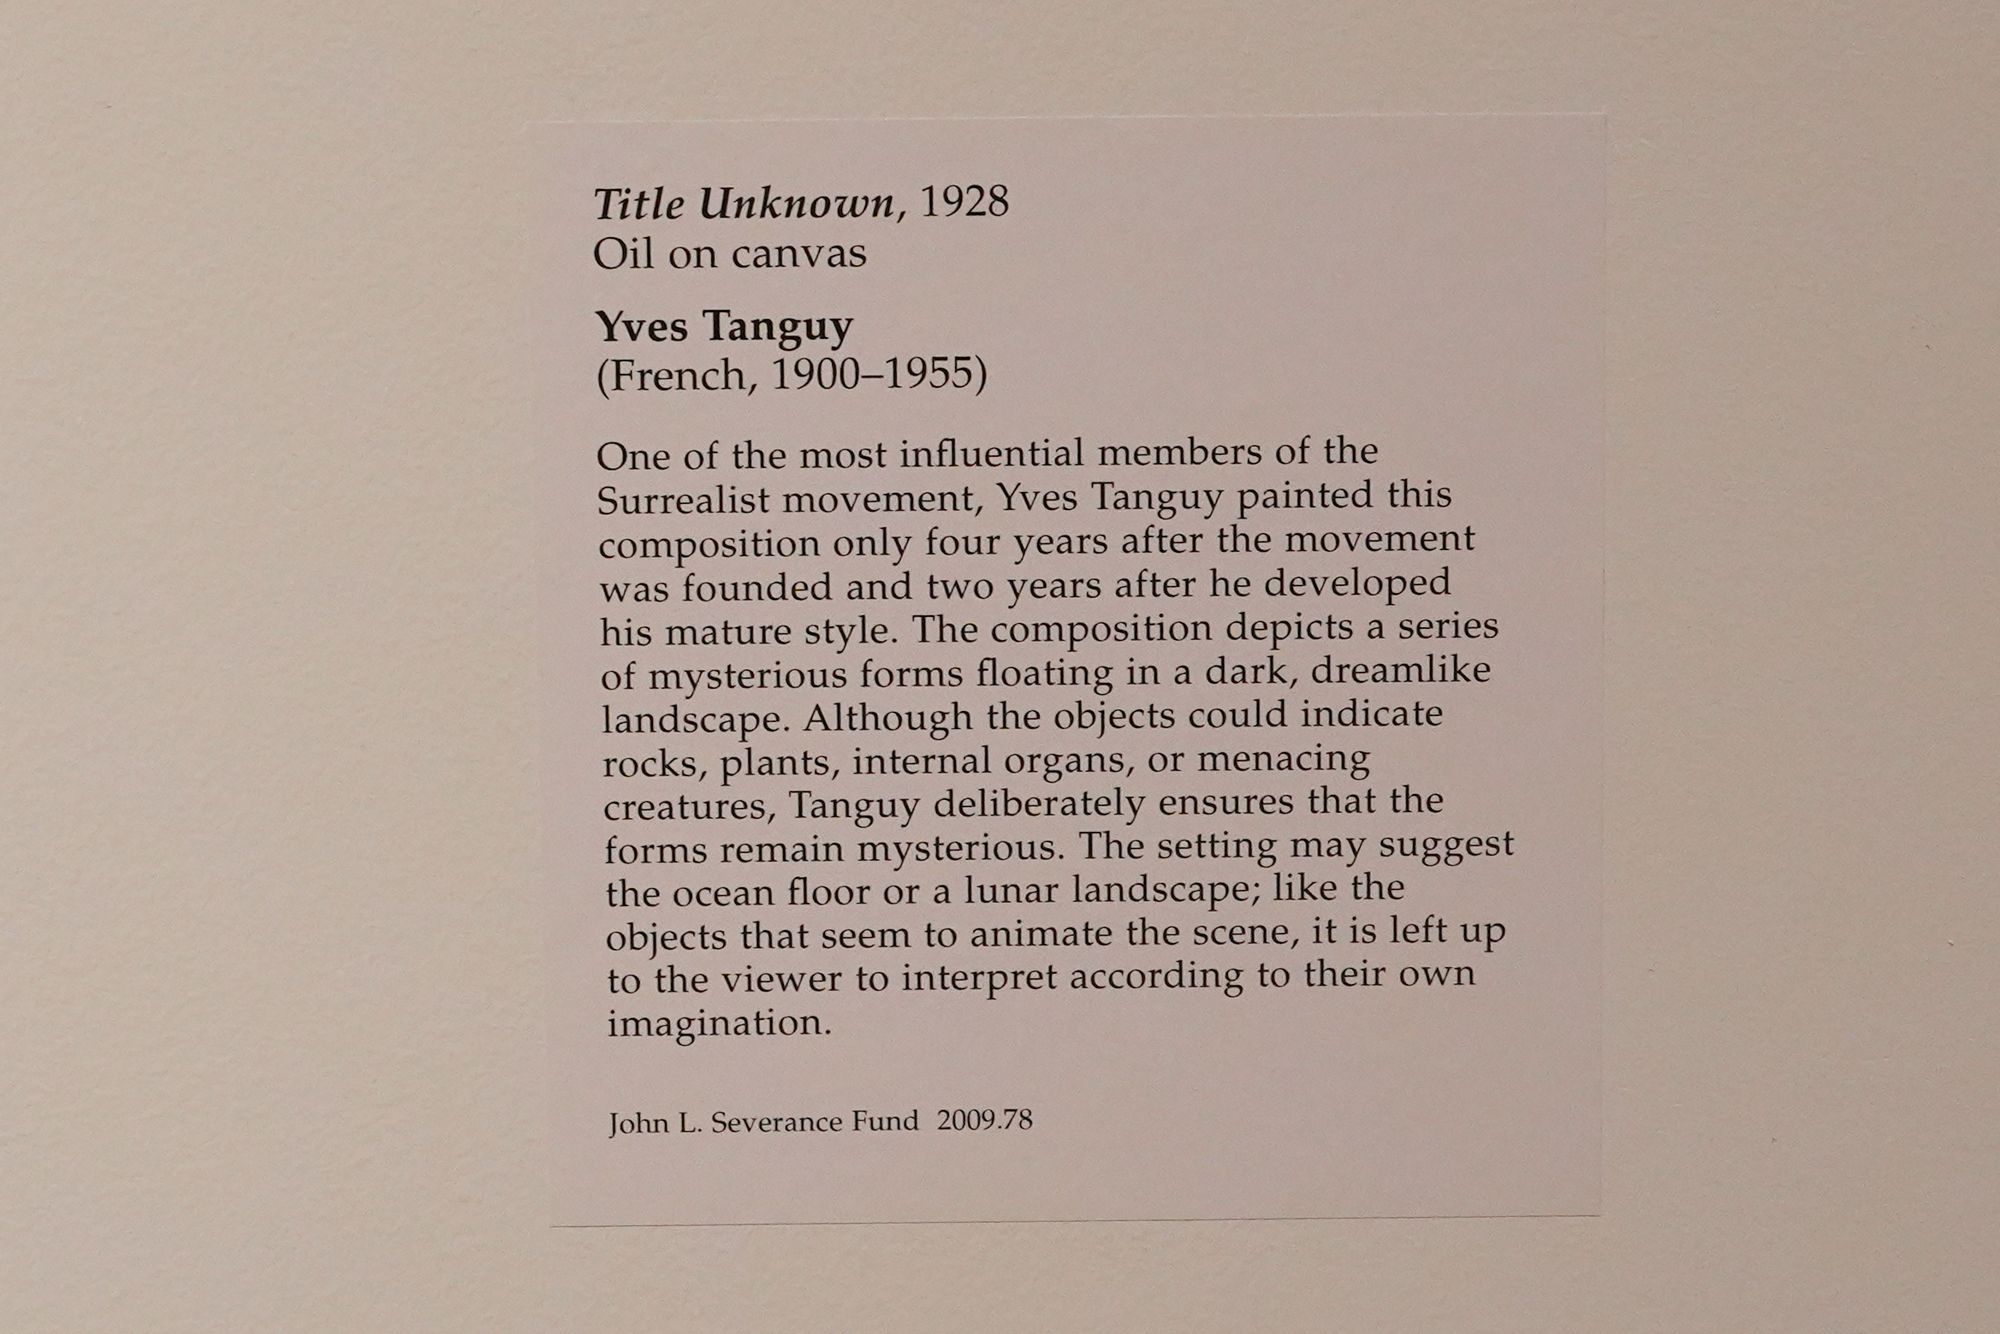 Title Unknown, 1928
Oil on canvas
Yves Tanguy
(French, 1900–1955)
One of the most influential members of the
Surrealist movement, Yves Tanguy painted this
composition only four years after the movement
was founded and two years after he developed
his mature style. The composition depicts a series
of mysterious forms floating in a dark, dreamlike
landscape. Although the objects could indicate
rocks, plants, internal organs, or menacing
creatures, Tanguy deliberately ensures that the
forms remain mysterious. The setting may suggest
the ocean floor or a lunar landscape; like the
objects that seem to animate the scene, it is left up
to the viewer to interpret according to their own
imagination.
John L. Severance Fund 2009.78